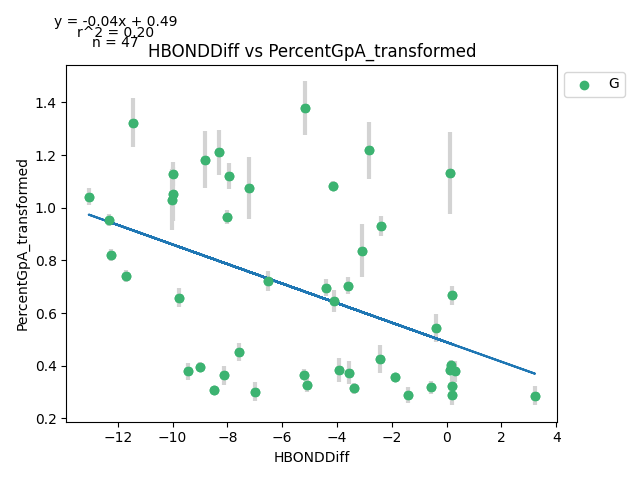 y = -0.04x + 0.49
r^2 = 0.20
n = 47
HBONDDiff vs PercentGpA_transformed
G
PercentGpA_transformed
1.4
1.2
1.0
0.8
0.6
0.4
0.2
−12 −10 −8 −6 −4 −2 0 2 4
HBONDDiff